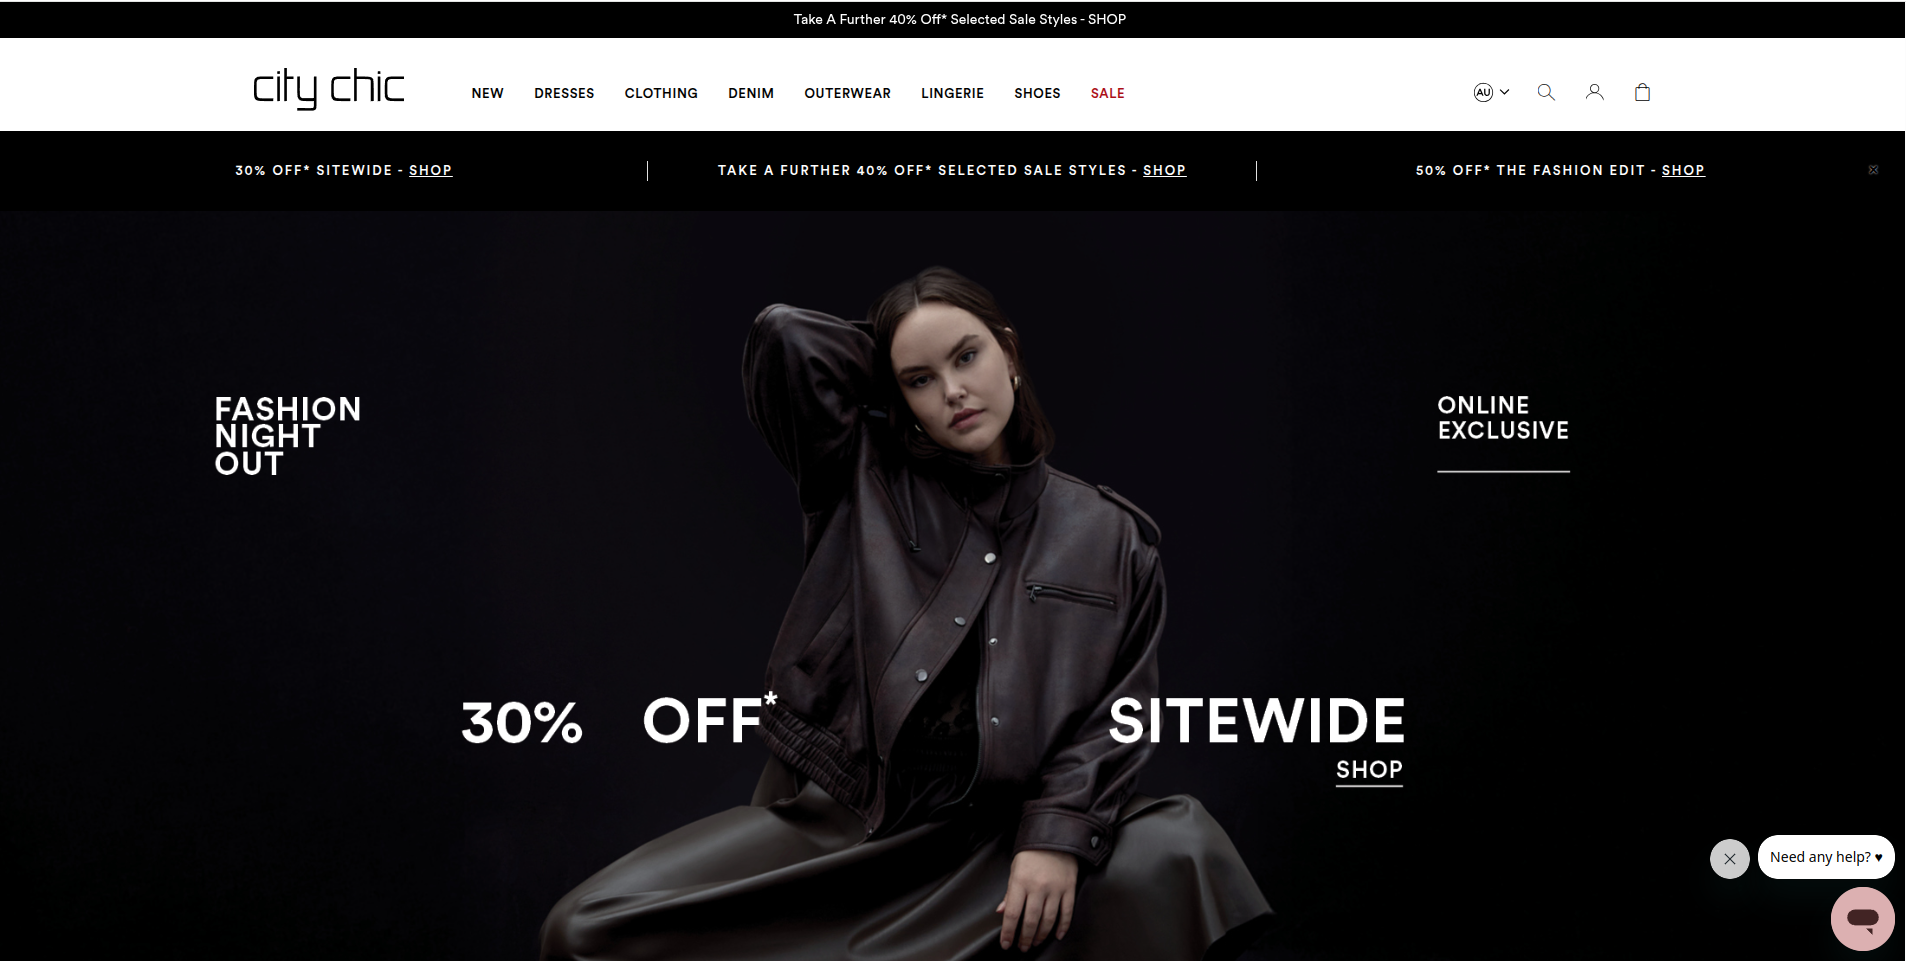 Take A Further 40% Off* Selected Sale Styles - SHOP
city chic
NEW DRESSES CLOTHING DENIM OUTERWEAR LINGERIE SHOES SALE
AU
30% OFF* SITEWIDE - SHOP
TAKE A FURTHER 40% OFF* SELECTED SALE STYLES - SHOP
50% OFF* THE FASHION EDIT - SHOP
FASHION
NIGHT
OUT
ONLINE
EXCLUSIVE
30% OFF* SITEWIDE
SHOP
Need any help? ♥